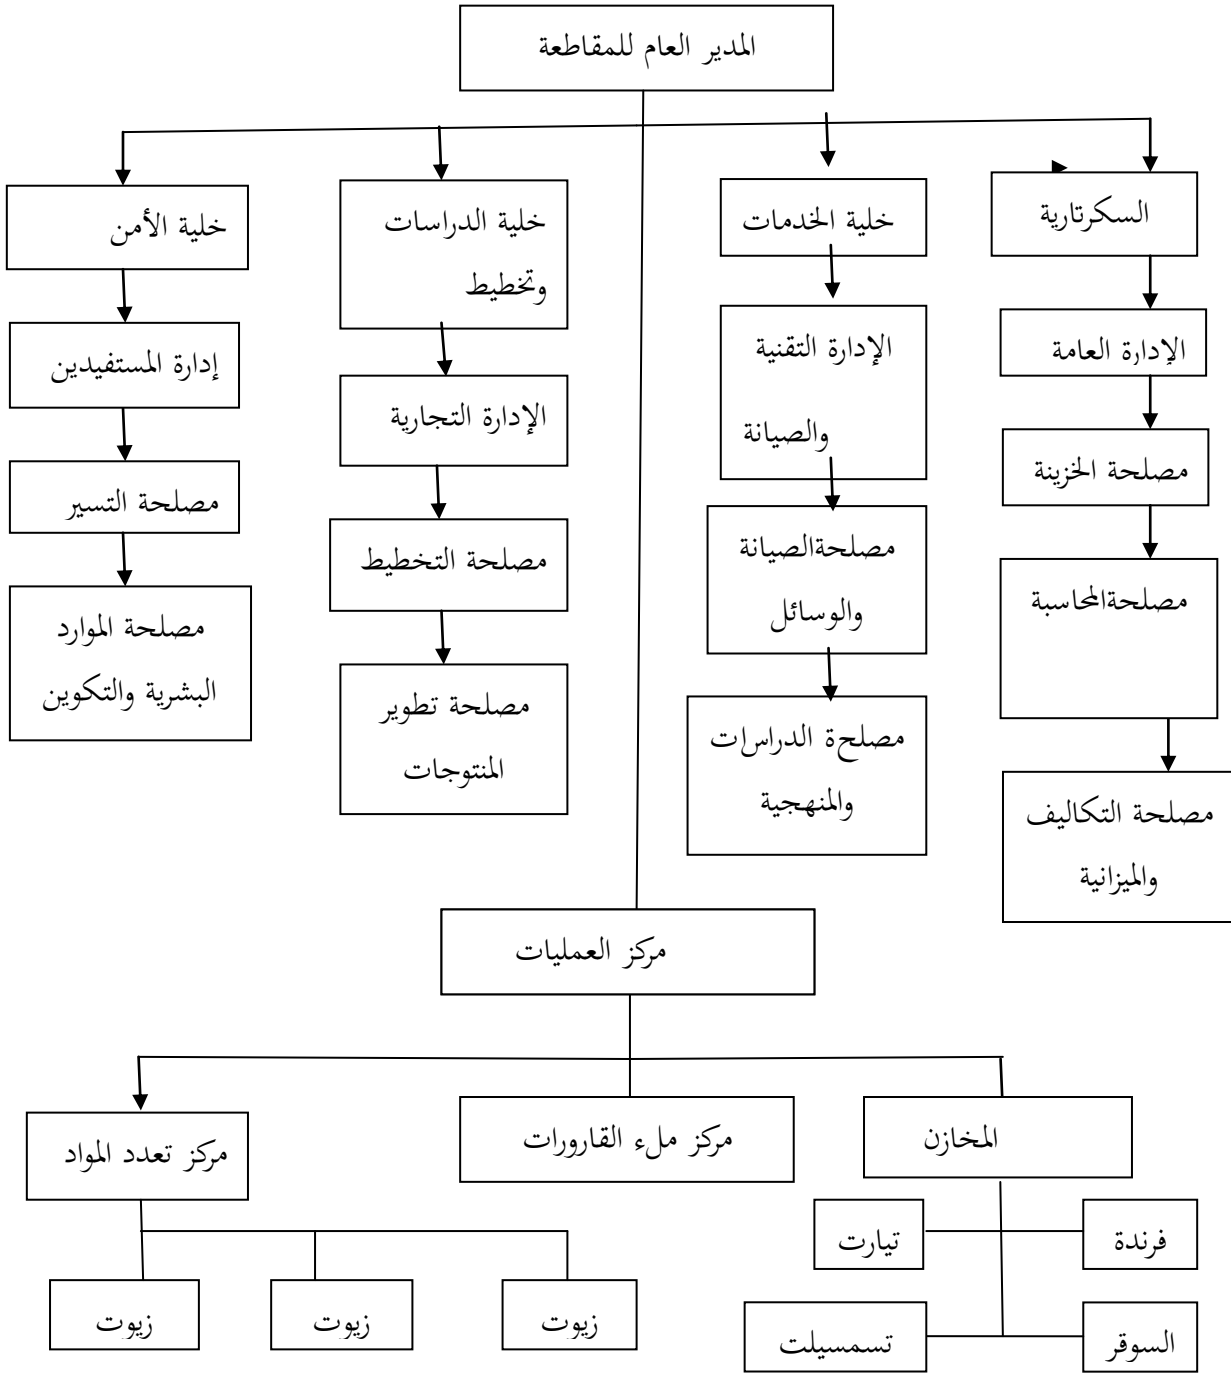 المدير العام للمقاطعة
السكرتارية
خلية الخدمات
خلية الدراسات
وتخطيط
خلية الأمن
الإدارة العامة
الإدارة التقنية
والصيانة
الإدارة التجارية
إدارة المستفيدين
مصلحة الخزينة
مصلحةالصيانة
والوسائل
مصلحة التخطيط
مصلحة التسير
مصلحةالمحاسبة
مصلحة الدراسات
والمنهجية
مصلحة تطوير
المنتوجات
مصلحة الموارد
البشرية والتكوين
مصلحة التكاليف
والميزانية
مركز العمليات
المخازن
مركز ملء القارورات
مركز تعدد المواد
فرندة
تيارت
السوقر
تسمسيلت
زيوت
زيوت
زيوت